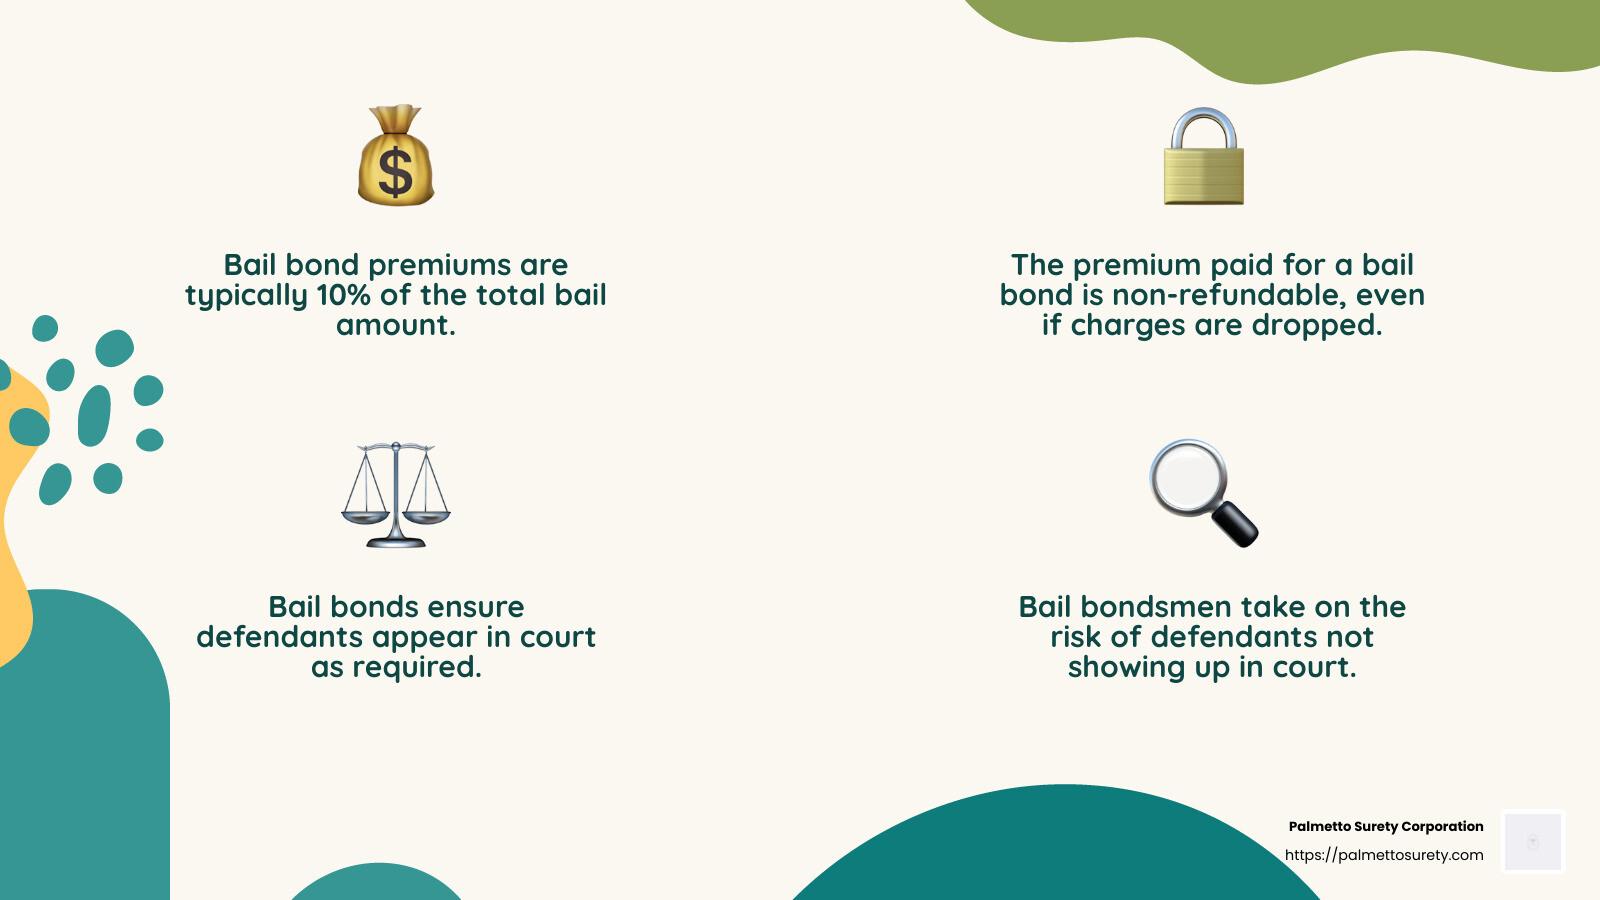 $
Bail bond premiums are
typically 10% of the total bail
amount.
The premium paid for a bail
bond is non-refundable, even
if charges are dropped.
Bail bonds ensure
defendants appear in court
as required.
Bail bondsmen take on the
risk of defendants not
showing up in court.
Palmetto Surety Corporation
https://palmettosurety.com